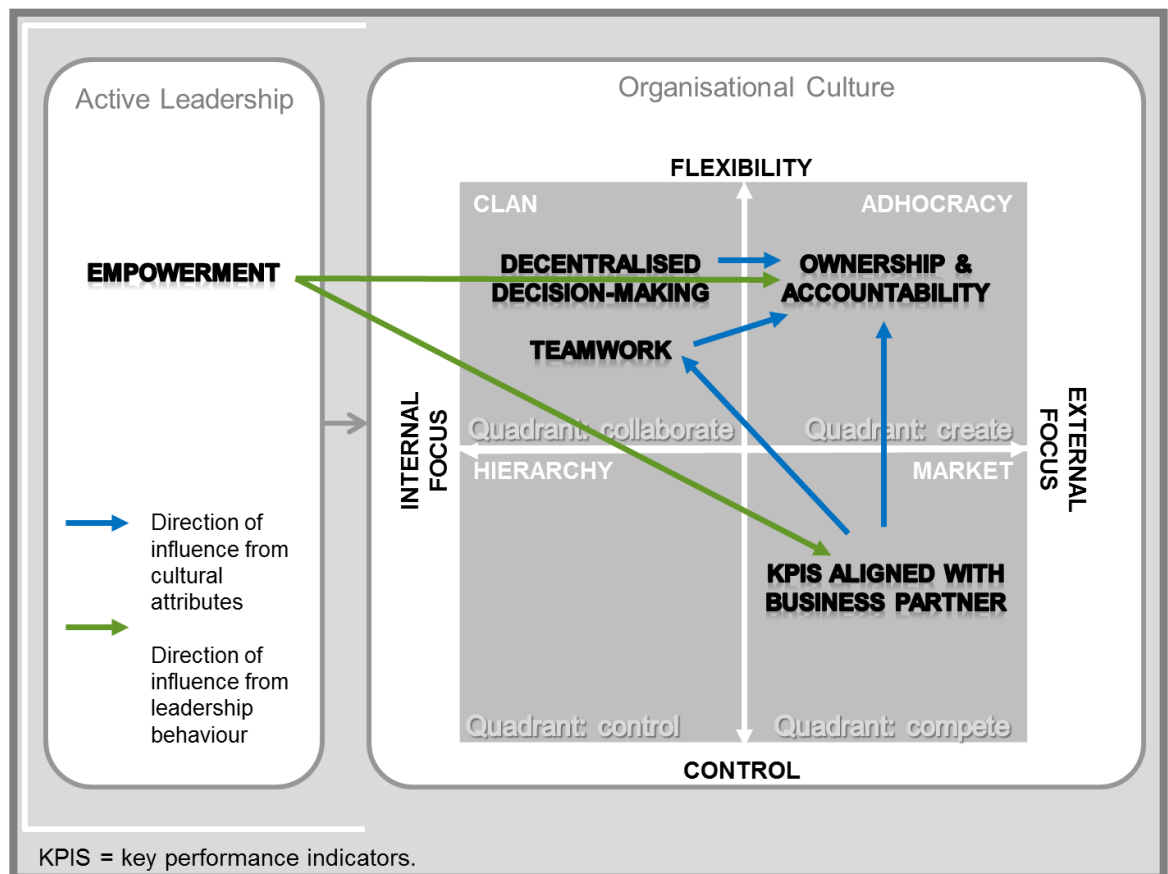 Active Leadership
EMPOWERMENT
Direction of
influence from
cultural
attributes
Direction of
influence from
leadership
behaviour
Organisational Culture
FLEXIBILITY
CLAN
ADHOCRACY
DECENTRALISED
DECISION-MAKING
OWNERSHIP &
ACCOUNTABILITY
TEAMWORK
INTERNAL
FOCUS
EXTERNAL
FOCUS
Quadrant: collaborate
Quadrant: create
HIERARCHY
MARKET
KPIS ALIGNED WITH
BUSINESS PARTNER
Quadrant: control
Quadrant: compete
CONTROL
KPIS = key performance indicators.